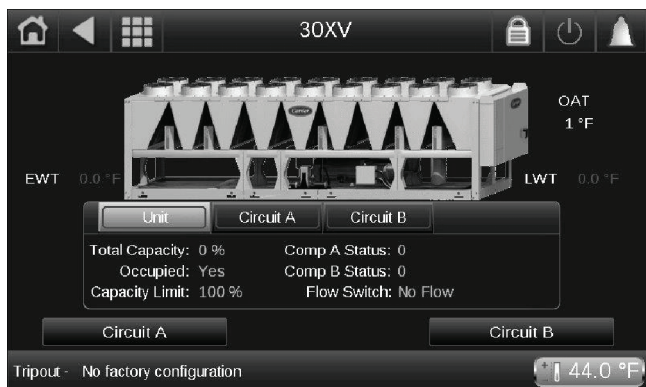 30XV
OAT
1 °F
EWT 0.0 °F
LWT 0.0 °F
Unit Circuit A Circuit B
Total Capacity: 0 % Comp A Status: 0
Occupied: Yes Comp B Status: 0
Capacity Limit: 100 % Flow Switch: No Flow
Circuit A Circuit B
Tripout - No factory configuration 44.0 °F